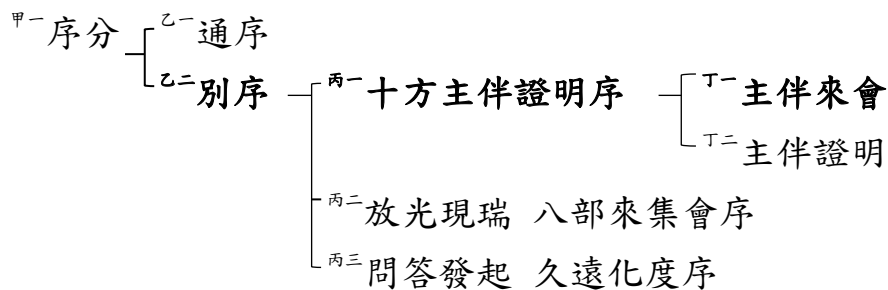 甲一序分 乙一通序
乙二別序 丙一十方主伴證明序 丁一主伴來會
丁二主伴證明
丙二放光現瑞 八部來集會序
丙三問答發起 久遠化度序